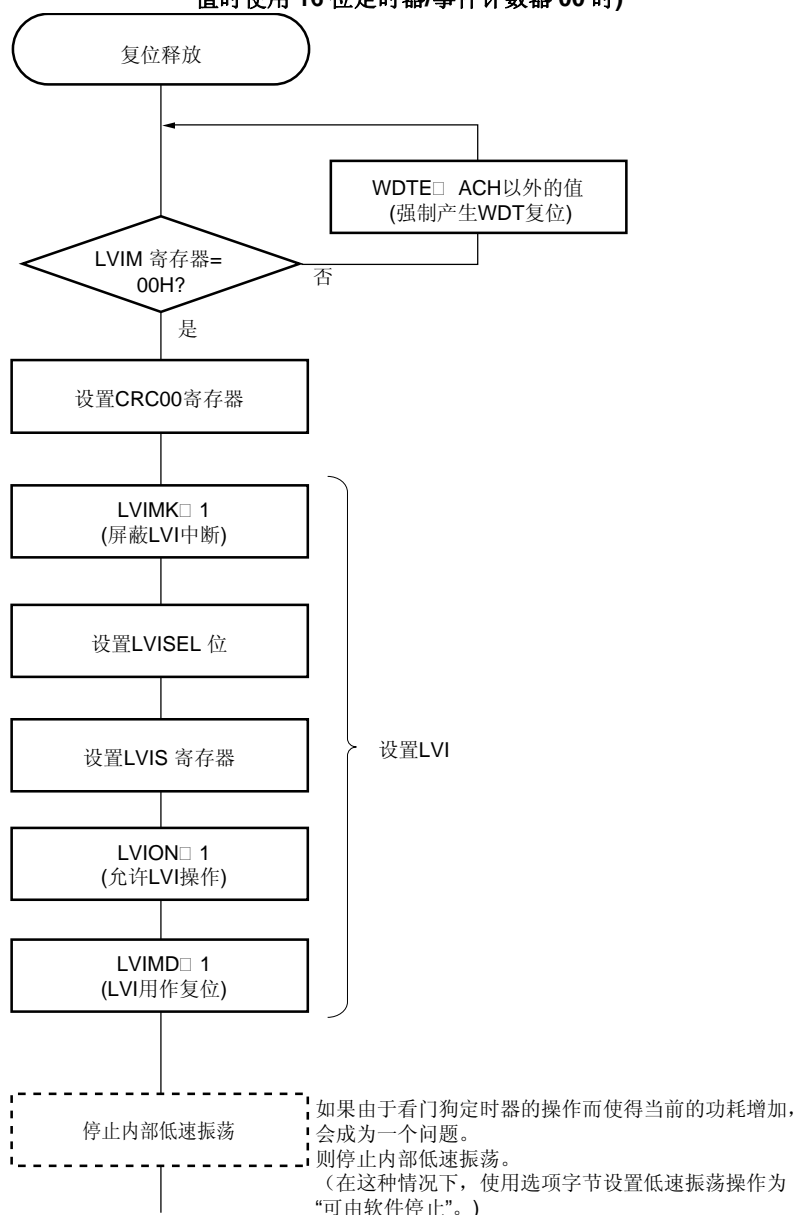 值时使用 16 位定时器/事件计数器 00 时)
复位释放
WDTE□ ACH以外的值
(强制产生WDT复位)
LVIM 寄存器=
00H?
否
是
设置CRC00寄存器
LVIMK□ 1
(屏蔽LVI中断)
设置LVISEL 位
设置LVIS 寄存器
设置LVI
LVION□ 1
(允许LVI操作)
LVIMD□ 1
(LVI用作复位)
停止内部低速振荡
如果由于看门狗定时器的操作而使得当前的功耗增加,
会成为一个问题。
则停止内部低速振荡。
（在这种情况下，使用选项字节设置低速振荡操作为
“可由软件停止”。)